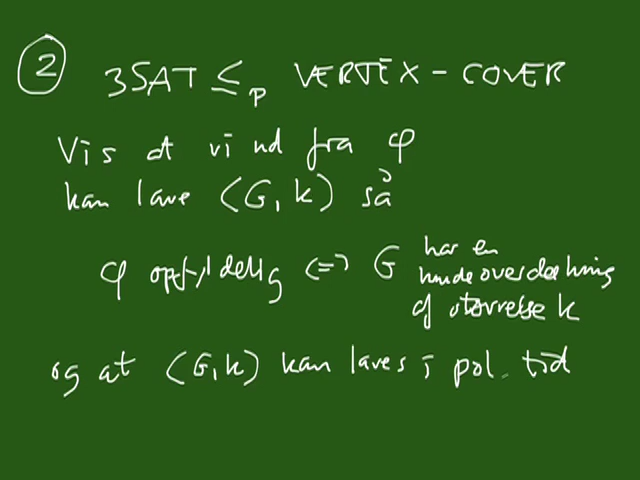 ② 3SAT ≤p VERTEX-COVER
Vis at vi ud fra φ
kan lave (G,k) så
φ opfyldelig <=> G har en
knudeoverdækning
af størrelse k
og at (G,k) kan laves i pol. tid